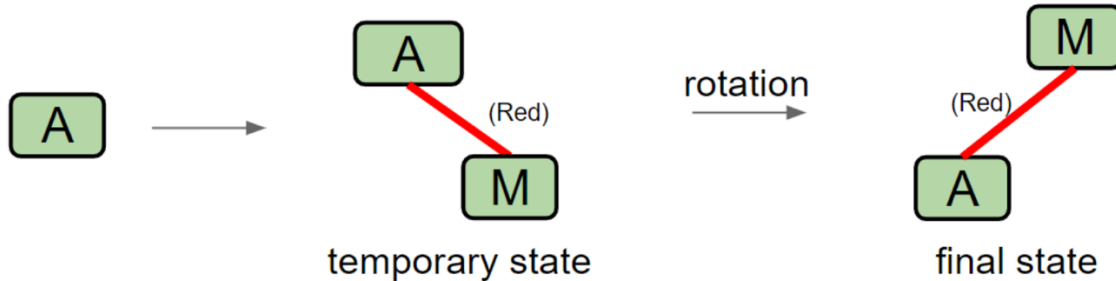 A
A
(Red)
M
temporary state
rotation
M
(Red)
A
final state